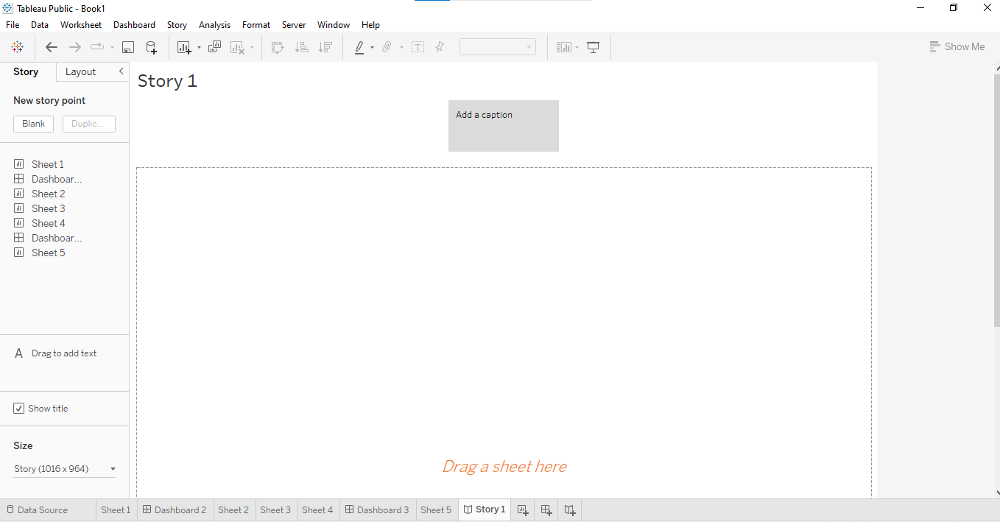 Tableau Public - Book1
File Data Worksheet Dashboard Story Analysis Format Server Window Help
Show Me
Story Layout
Story 1
New story point
Blank Duplic...
Add a caption
Sheet 1
Dashboar...
Sheet 2
Sheet 3
Sheet 4
Dashboar...
Sheet 5
A Drag to add text
Show title
Size
Story (1016 x 964)
Drag a sheet here
Data Source Sheet 1 Dashboard 2 Sheet 2 Sheet 3 Sheet 4 Dashboard 3 Sheet 5 Story 1